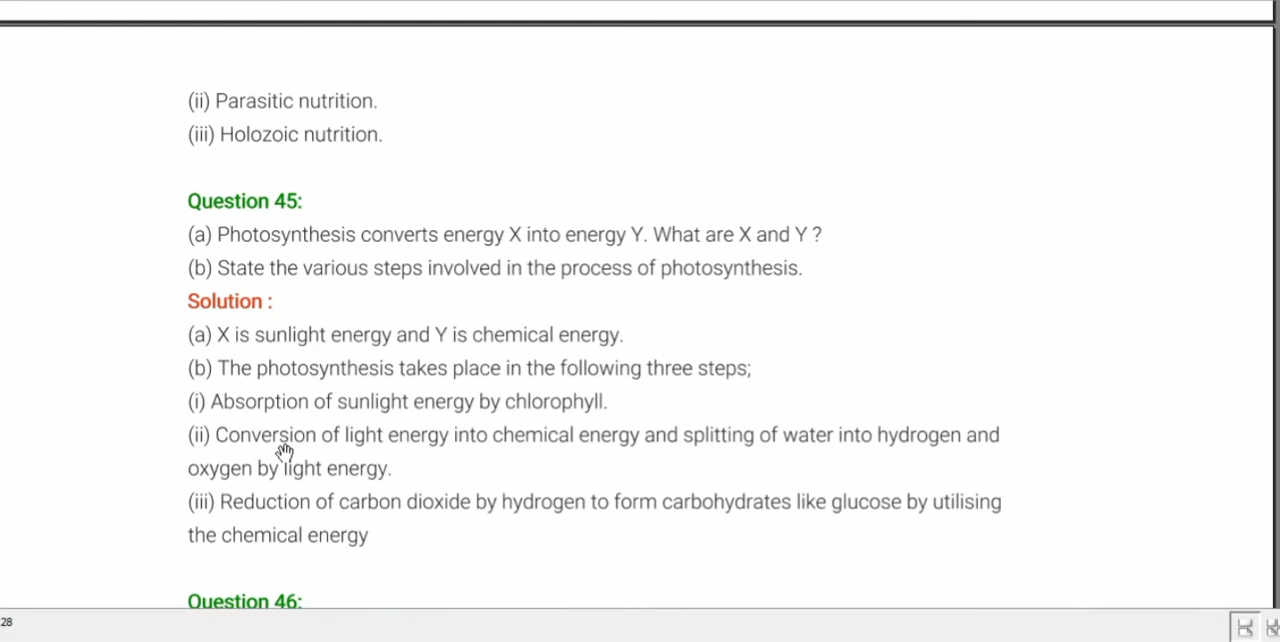 (ii) Parasitic nutrition.
(iii) Holozoic nutrition.
Question 45:
(a) Photosynthesis converts energy X into energy Y. What are X and Y ?
(b) State the various steps involved in the process of photosynthesis.
Solution :
(a) X is sunlight energy and Y is chemical energy.
(b) The photosynthesis takes place in the following three steps;
(i) Absorption of sunlight energy by chlorophyll.
(ii) Conversion of light energy into chemical energy and splitting of water into hydrogen and
oxygen by light energy.
(iii) Reduction of carbon dioxide by hydrogen to form carbohydrates like glucose by utilising
the chemical energy
Question 46:
28